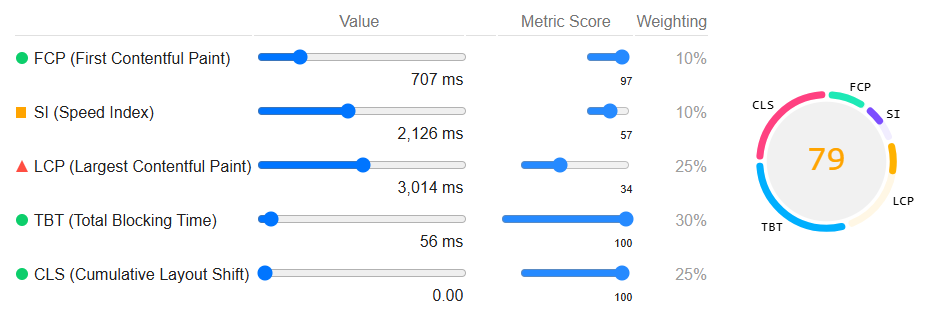 Value Metric Score Weighting
FCP (First Contentful Paint) 10%
707 ms 97
SI (Speed Index) 10%
2,126 ms 57
LCP (Largest Contentful Paint) 25%
3,014 ms 34
TBT (Total Blocking Time) 30%
56 ms 100
CLS (Cumulative Layout Shift) 25%
0.00 100
FCP
CLS
SI
79
LCP
TBT